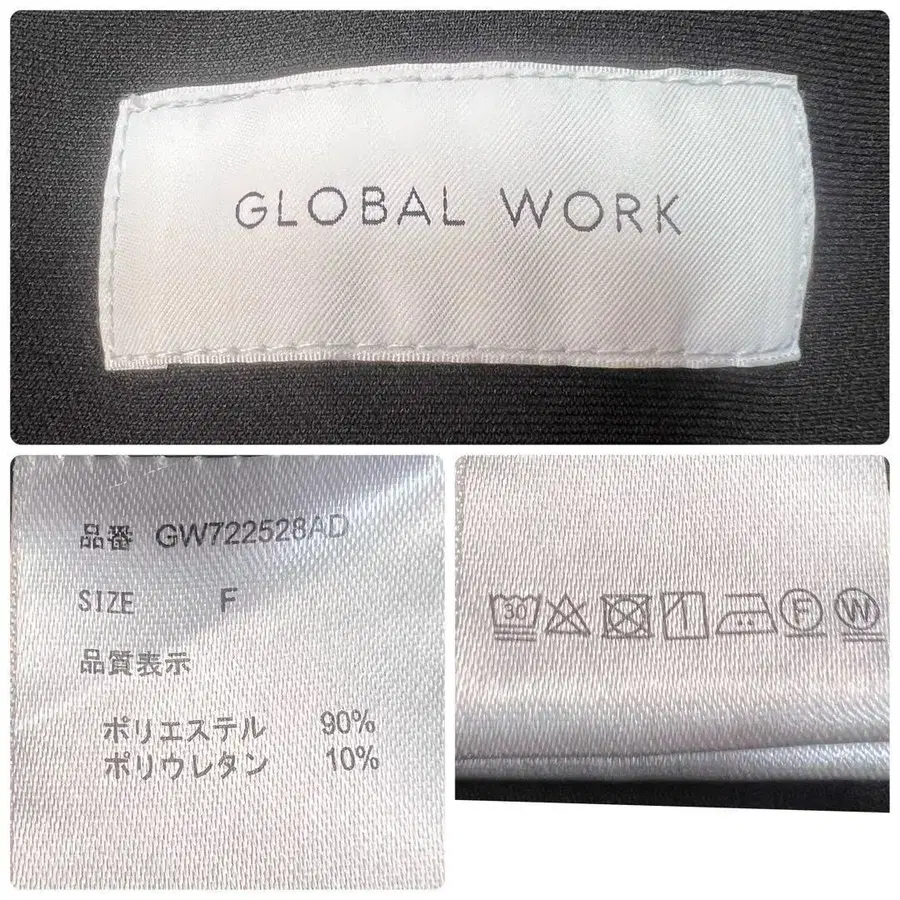 GLOBAL WORK
品番 GW722528AD
SIZE F
品質表示
ポリエステル 90%
ポリウレタン 10%
30 F W